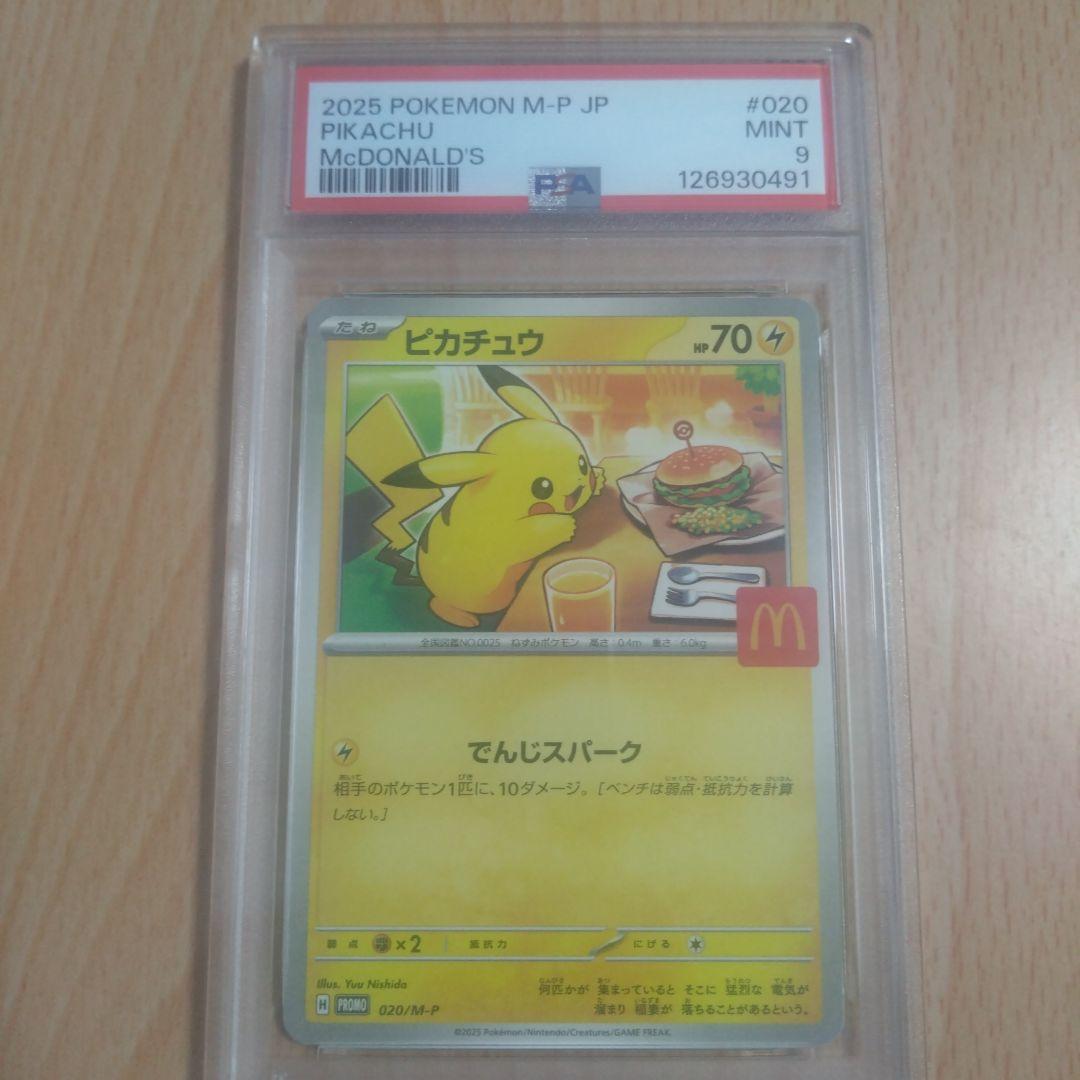 2025 POKEMON M-P JP #020
PIKACHU MINT
McDONALD'S 9
PSA 126930491
たね ピカチュウ HP70
全国図鑑NO.0025 ねずみポケモン 高さ:0.4m 重さ:6.0kg
M
でんじスパーク
相手のポケモン1匹に、10ダメージ。[ベンチは弱点・抵抗力を計算
しない。]
弱点 ×2 抵抗力 にげる
Illus. Yuu Nishida
何匹かが 集まっていると そこに 猛烈な 電気が
溜まり 稲妻が 落ちることがあるという。
H PROMO 020/M-P
©2025 Pokémon/Nintendo/Creatures/GAME FREAK.